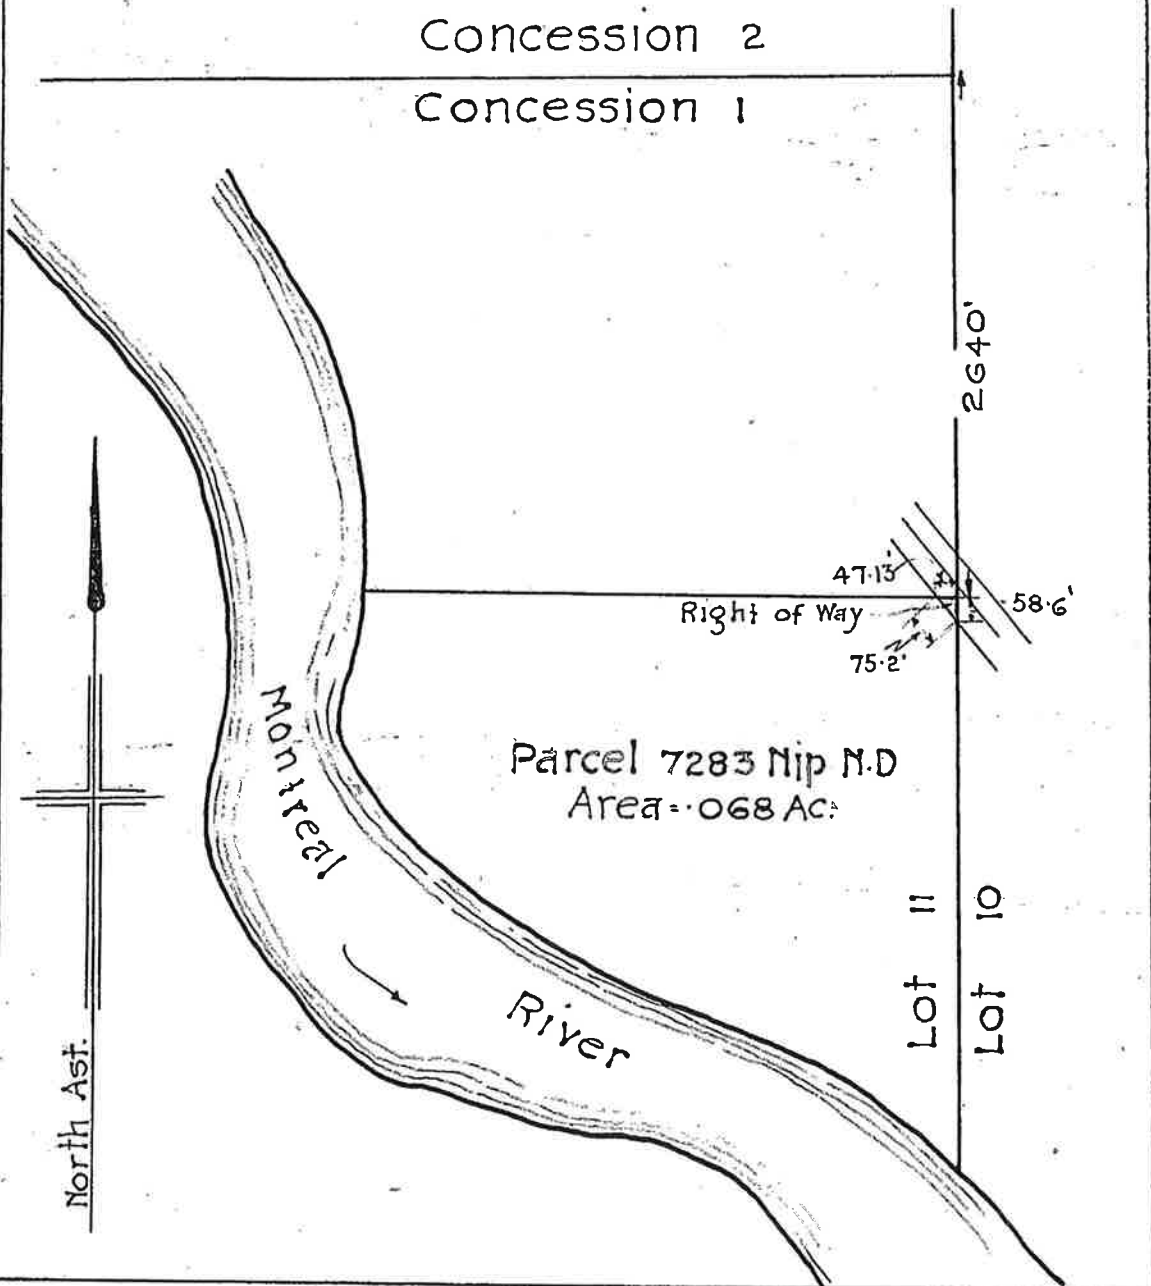 Concession 2
Concession 1
2640'
47.13'
Right of Way
58.6'
75.2'
Montreal
River
Parcel 7283 Nip N.D
Area = .068 Ac.
Lot 11
Lot 10
North Ast.